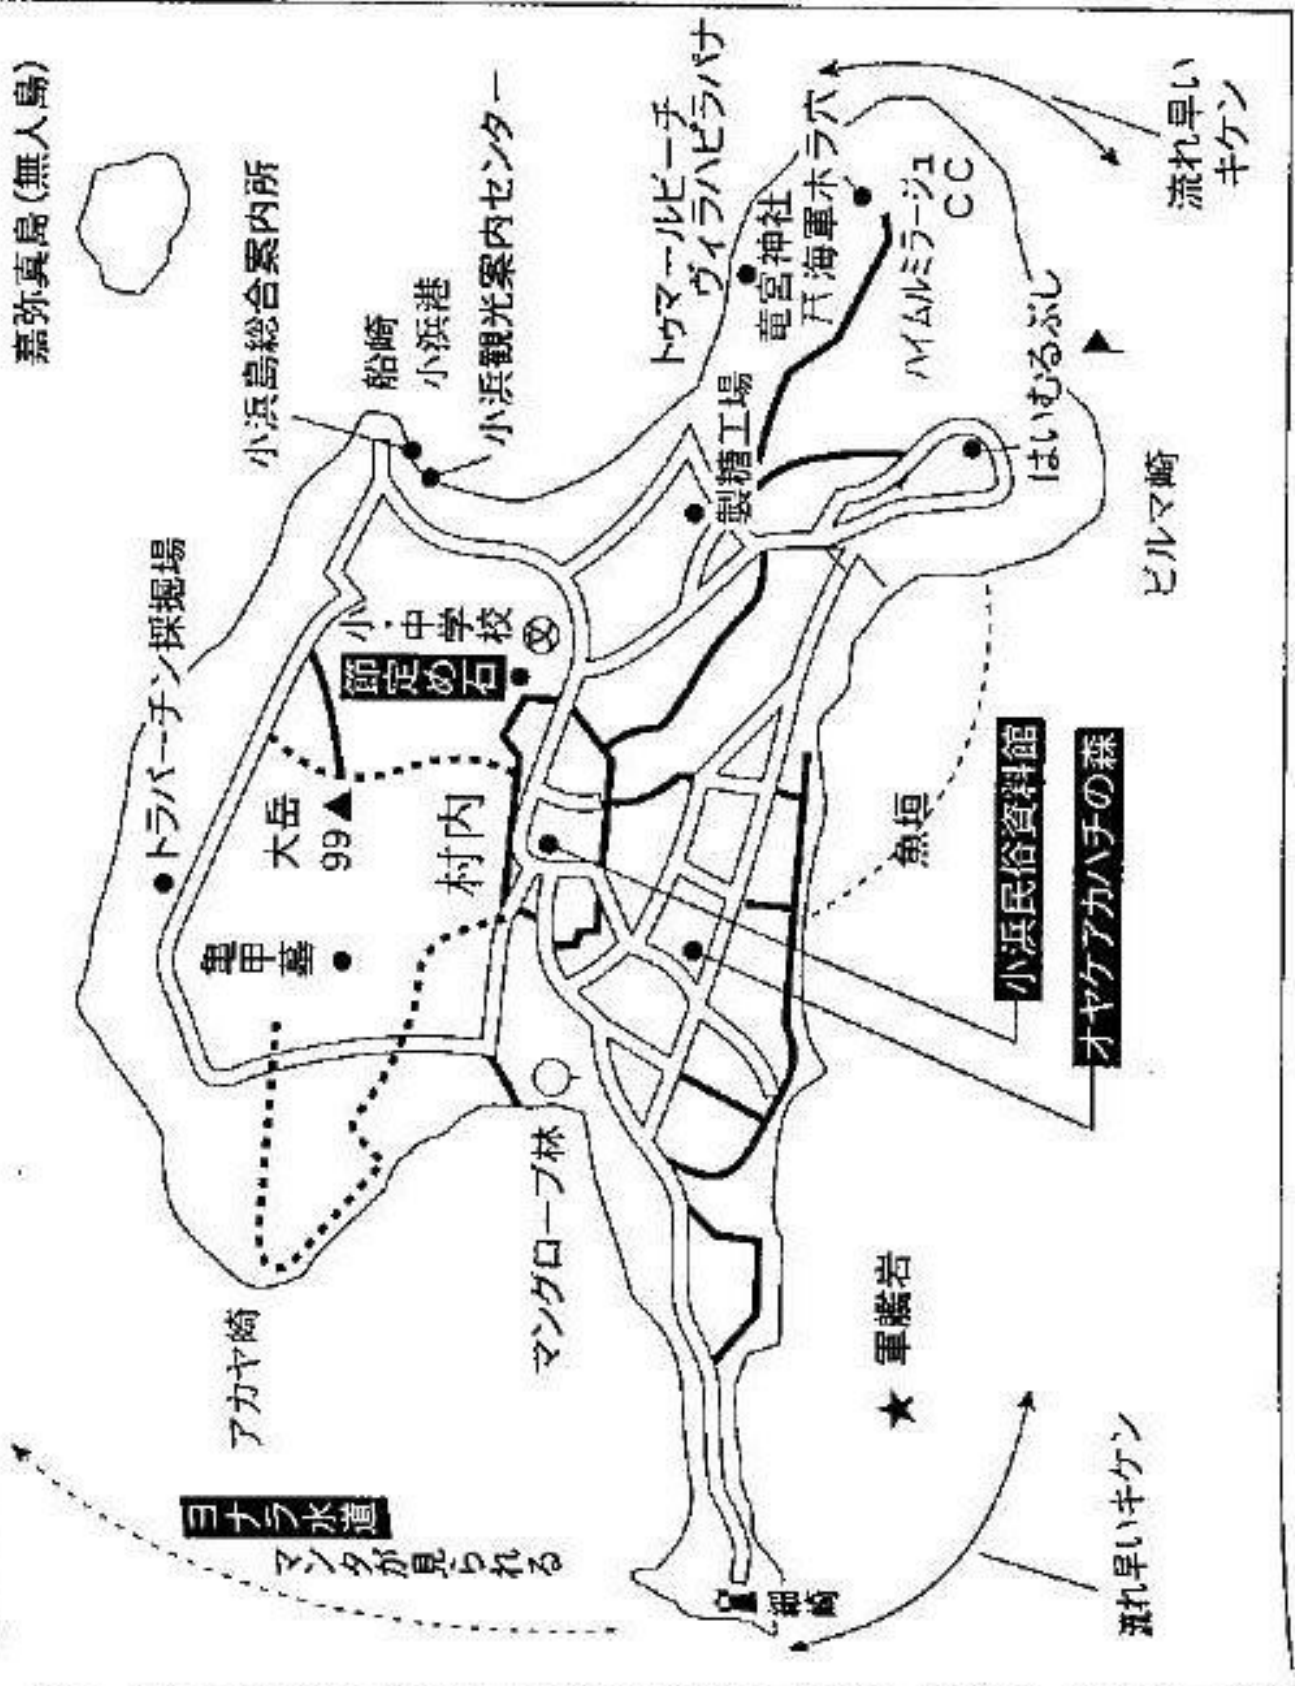 嘉弥真島(無人島)
小浜島総合案内所
船崎
小浜港
小浜観光案内センター
トゥマールビーチ
ヴィラハピラパナ
竜宮神社
海軍ホラ穴
ハイムルミラージュ
CC
流れ早い
キケン
トラバーチン採掘場
小・中学校
文
節定め石
製糖工場
はいむるぶし
ビルマ崎
大岳
99
村内
亀甲墓
魚垣
小浜民俗資料館
オヤケアカハチの森
アカヤ崎
マングローブ林
軍艦岩
ヨナラ水道
マンタが見られる
細崎
流れ早いキケン